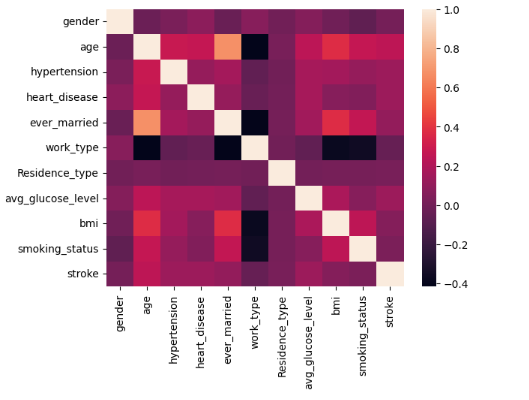 gender
age
hypertension
heart_disease
ever_married
work_type
Residence_type
avg_glucose_level
bmi
smoking_status
stroke
gender
age
hypertension
heart_disease
ever_married
work_type
Residence_type
avg_glucose_level
bmi
smoking_status
stroke
1.0
0.8
0.6
0.4
0.2
0.0
−0.2
−0.4